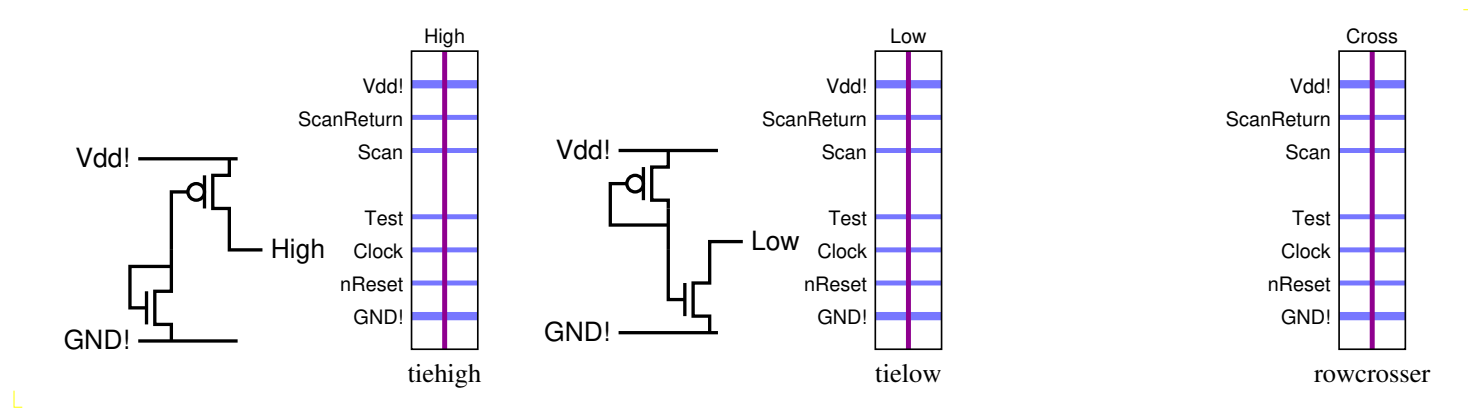 High
Vdd!
ScanReturn
Scan
Test
Clock
nReset
GND!
Vdd!
High
GND!
tiehigh
Low
Vdd!
ScanReturn
Scan
Test
Clock
nReset
GND!
Vdd!
Low
GND!
tielow
Cross
Vdd!
ScanReturn
Scan
Test
Clock
nReset
GND!
rowcrosser